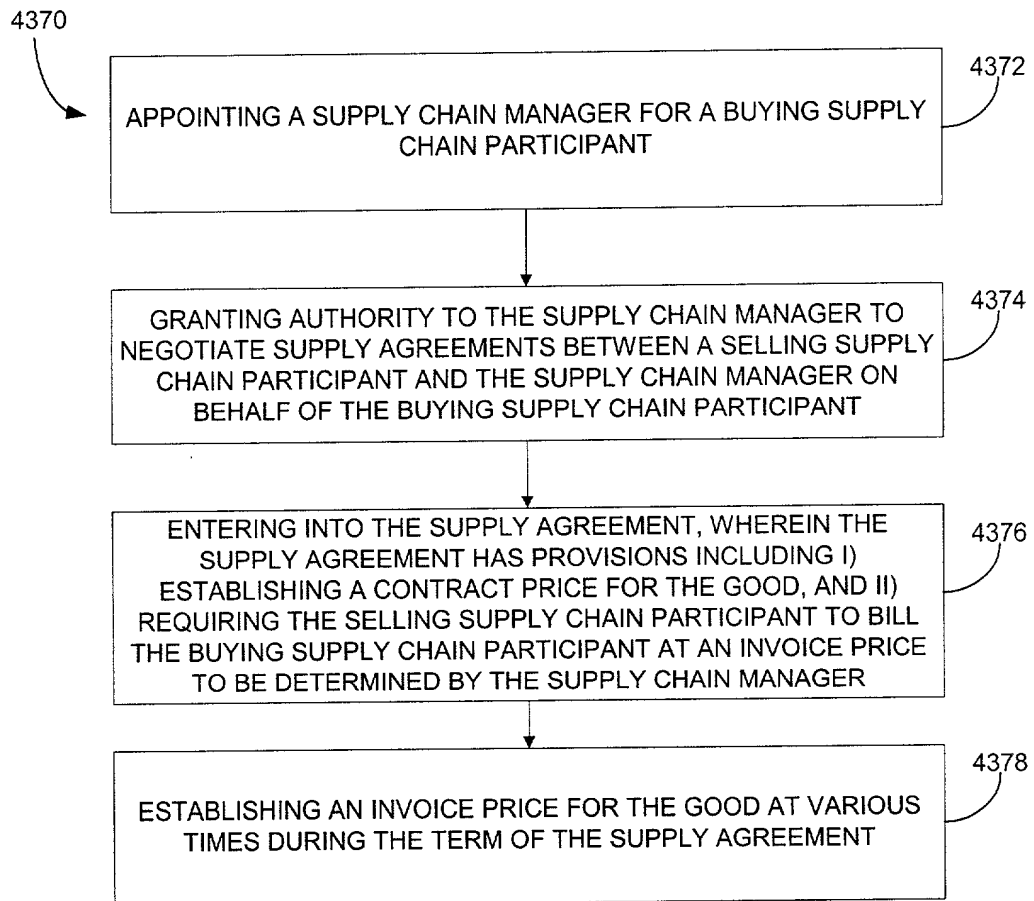 4370
4372
APPOINTING A SUPPLY CHAIN MANAGER FOR A BUYING SUPPLY
CHAIN PARTICIPANT
4374
GRANTING AUTHORITY TO THE SUPPLY CHAIN MANAGER TO
NEGOTIATE SUPPLY AGREEMENTS BETWEEN A SELLING SUPPLY
CHAIN PARTICIPANT AND THE SUPPLY CHAIN MANAGER ON
BEHALF OF THE BUYING SUPPLY CHAIN PARTICIPANT
4376
ENTERING INTO THE SUPPLY AGREEMENT, WHEREIN THE
SUPPLY AGREEMENT HAS PROVISIONS INCLUDING I)
ESTABLISHING A CONTRACT PRICE FOR THE GOOD, AND II)
REQUIRING THE SELLING SUPPLY CHAIN PARTICIPANT TO BILL
THE BUYING SUPPLY CHAIN PARTICIPANT AT AN INVOICE PRICE
TO BE DETERMINED BY THE SUPPLY CHAIN MANAGER
4378
ESTABLISHING AN INVOICE PRICE FOR THE GOOD AT VARIOUS
TIMES DURING THE TERM OF THE SUPPLY AGREEMENT